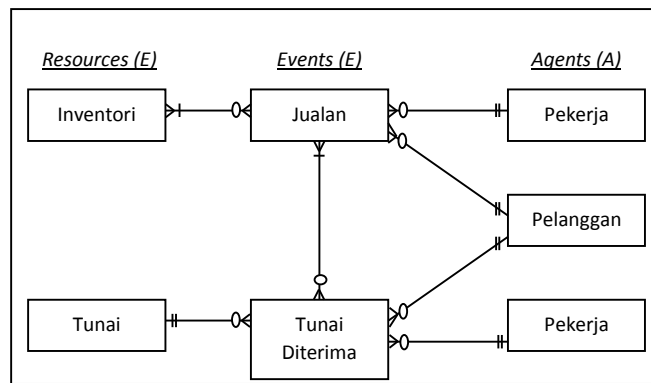 Resources (E) Events (E) Agents (A)
Inventori Jualan Pekerja
Pelanggan
Tunai Tunai Diterima Pekerja